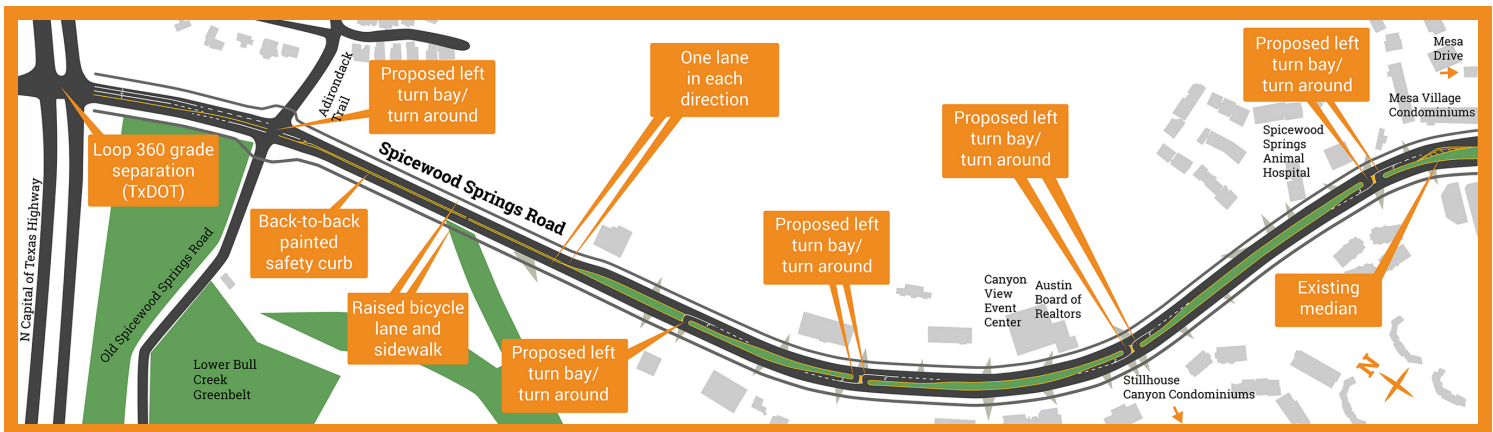 Proposed left
turn bay/
turn around
Adirondack
Trail
One lane
in each
direction
Proposed left
turn bay/
turn around
Mesa
Drive
Mesa Village
Condominiums
Loop 360 grade
separation
(TxDOT)
Spicewood Springs Road
Proposed left
turn bay/
turn around
Spicewood
Springs
Animal
Hospital
N Capital of Texas Highway
Old Spicewood Springs Road
Back-to-back
painted
safety curb
Proposed left
turn bay/
turn around
Raised bicycle
lane and
sidewalk
Canyon
View
Event
Center
Austin
Board of
Realtors
Existing
median
Lower Bull
Creek
Greenbelt
Proposed left
turn bay/
turn around
Stillhouse
Canyon Condominiums
N